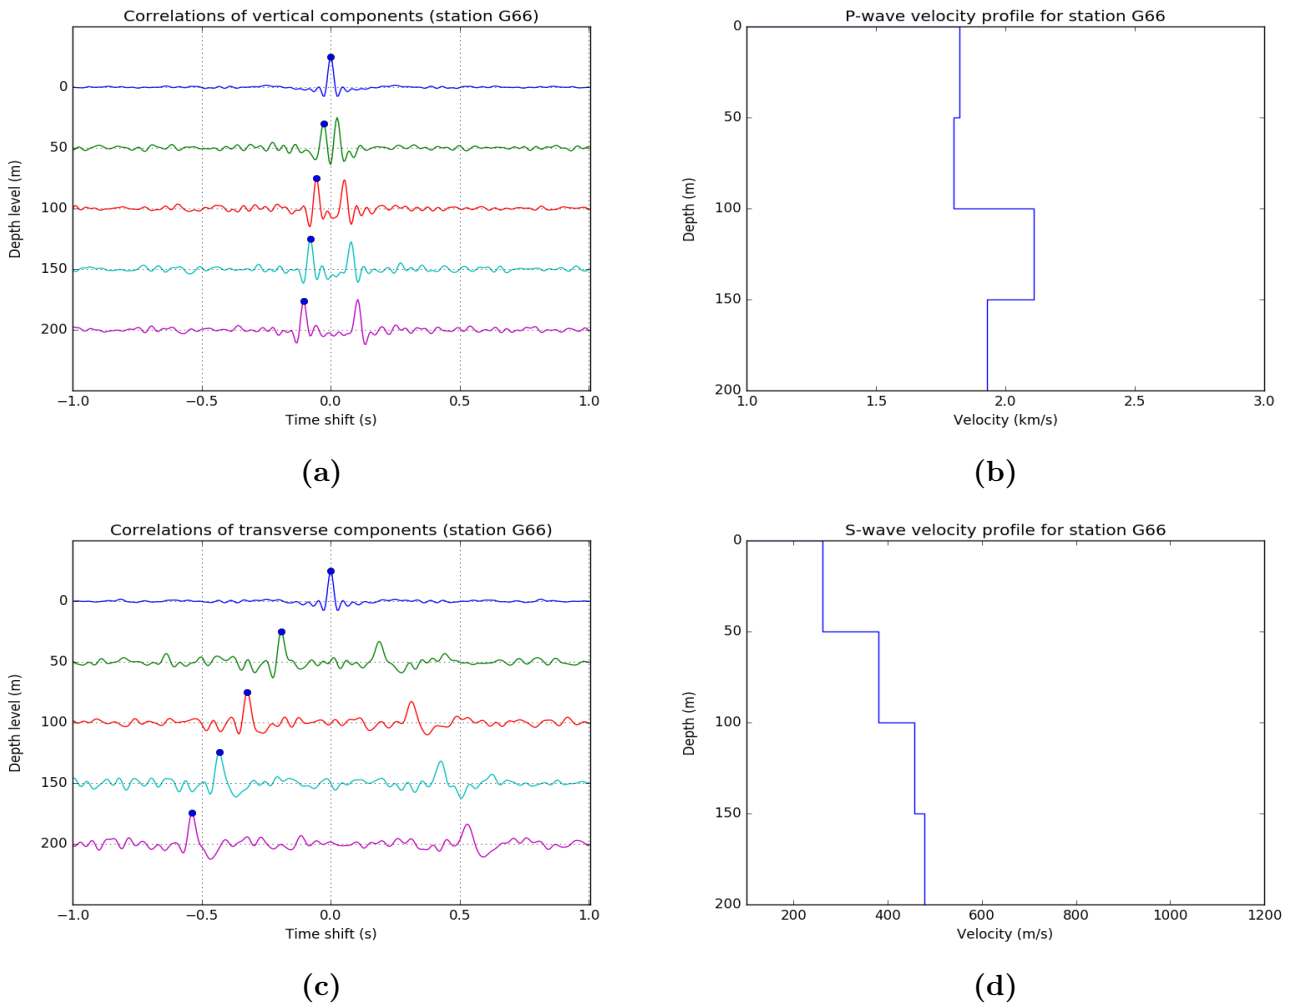 Correlations of vertical components (station G66)
Depth level (m)
0
50
100
150
200
−1.0 −0.5 0.0 0.5 1.0
Time shift (s)
(a)
P-wave velocity profile for station G66
Depth (m)
0
50
100
150
200
1.0 1.5 2.0 2.5 3.0
Velocity (km/s)
(b)
Correlations of transverse components (station G66)
Depth level (m)
0
50
100
150
200
−1.0 −0.5 0.0 0.5 1.0
Time shift (s)
(c)
S-wave velocity profile for station G66
Depth (m)
0
50
100
150
200
200 400 600 800 1000 1200
Velocity (m/s)
(d)